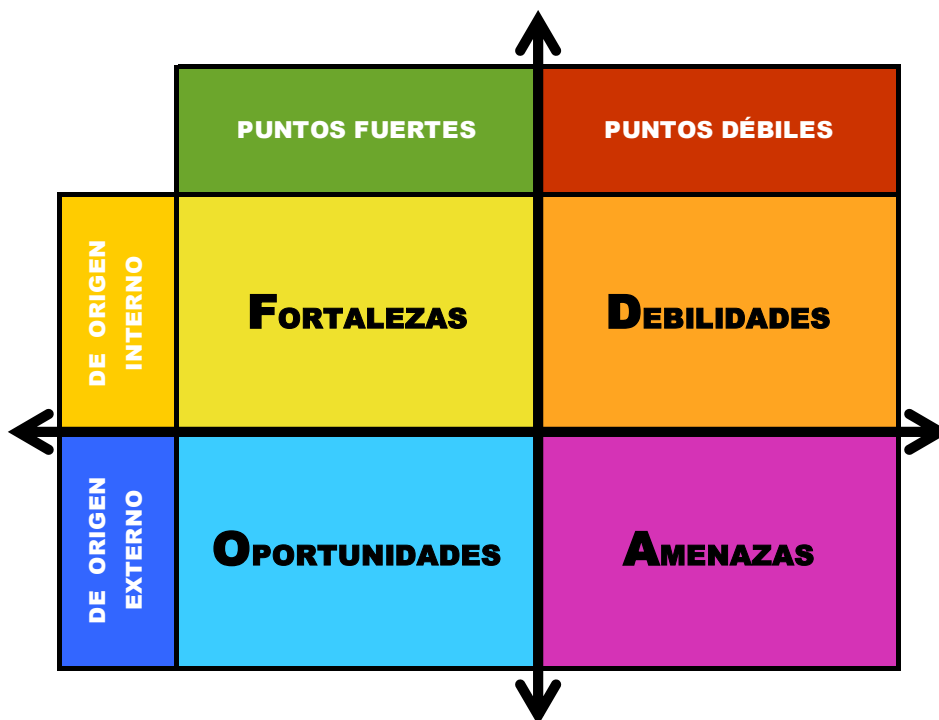 PUNTOS FUERTES
PUNTOS DÉBILES
DE ORIGEN
INTERNO
FORTALEZAS
DEBILIDADES
DE ORIGEN
EXTERNO
OPORTUNIDADES
AMENAZAS